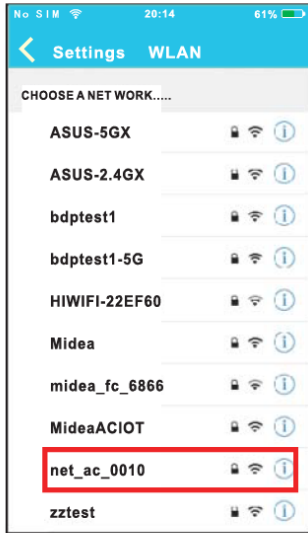 No SIM 20:14 61%
Settings WLAN
CHOOSE A NET WORK.....
ASUS-5GX
ASUS-2.4GX
bdptest1
bdptest1-5G
HIWIFI-22EF60
Midea
midea_fc_6866
MideaACIOT
net_ac_0010
zztest